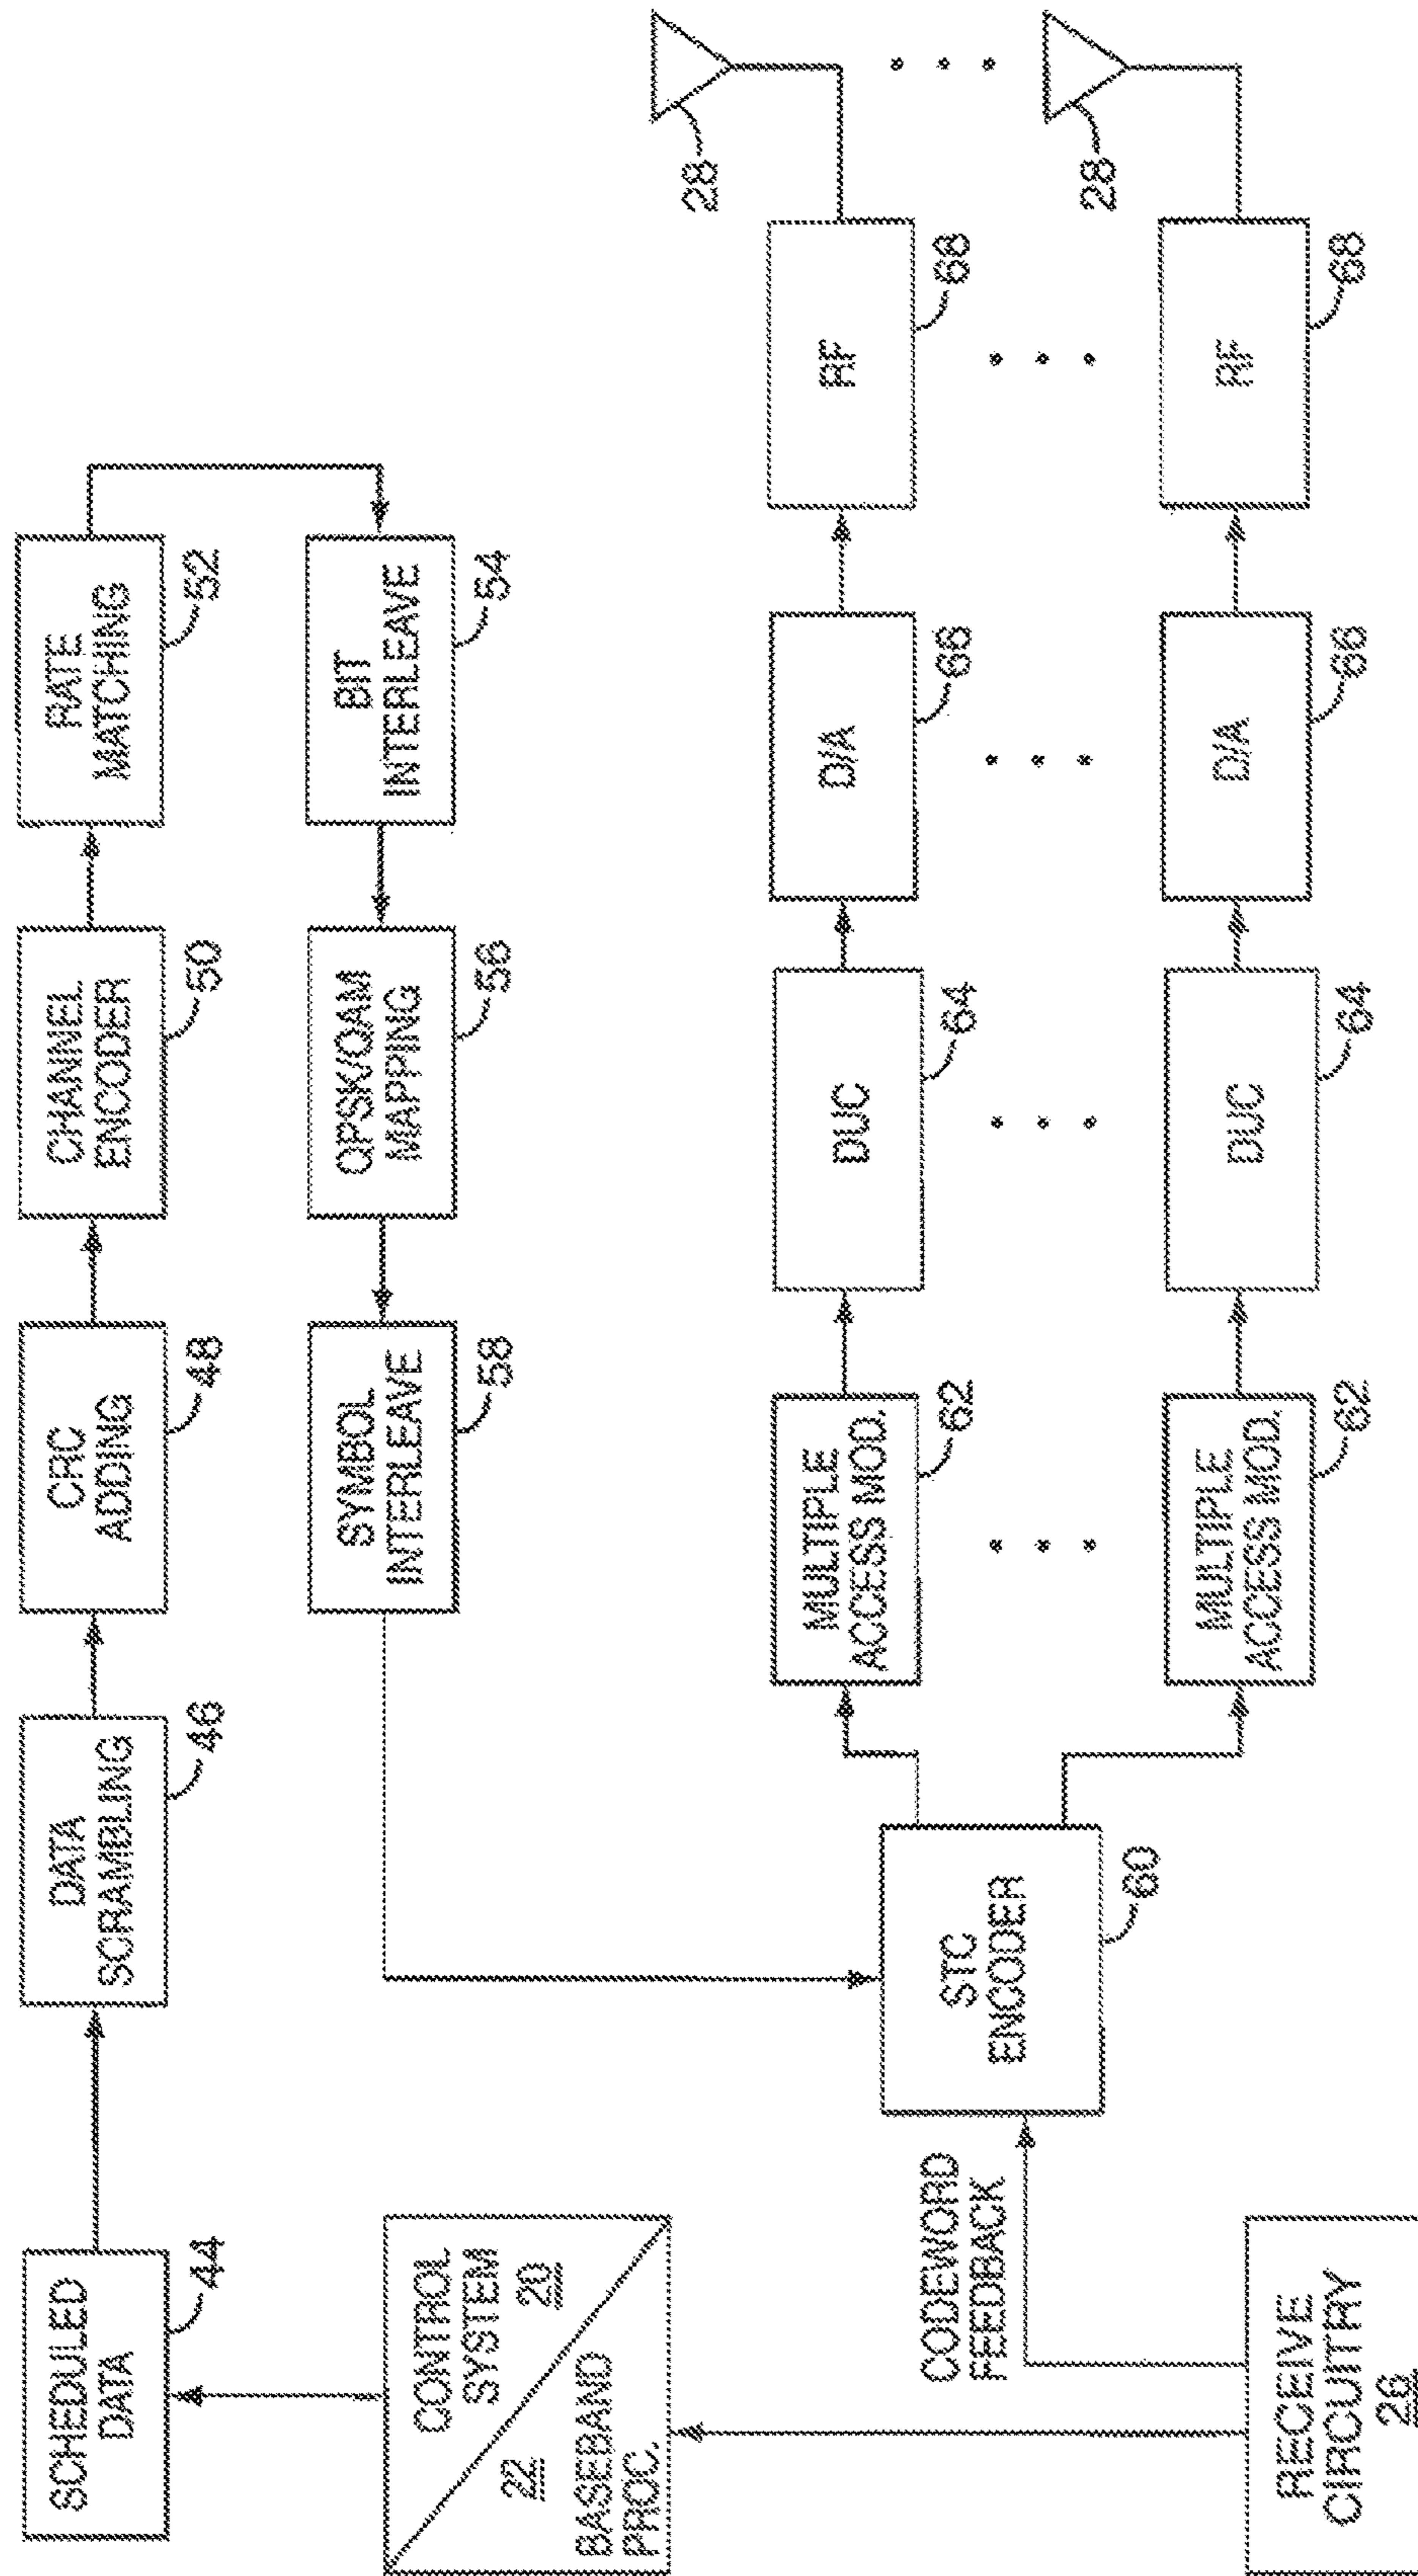 SCHEDULED
DATA
44
DATA
SCRAMBLING
46
CRC
ADDING
48
CHANNEL
ENCODER
50
RATE
MATCHING
52
BIT
INTERLEAVE
54
QPSK/QAM
MAPPING
56
SYMBOL
INTERLEAVE
58
CONTROL
SYSTEM
20
22
BASEBAND
PROC.
RECEIVE
CIRCUITRY
26
CODEWORD
FEEDBACK
STC
ENCODER
60
MULTIPLE
ACCESS MOD.
62
DUC
64
D/A
66
RF
68
28
MULTIPLE
ACCESS MOD.
62
DUC
64
D/A
66
RF
68
28